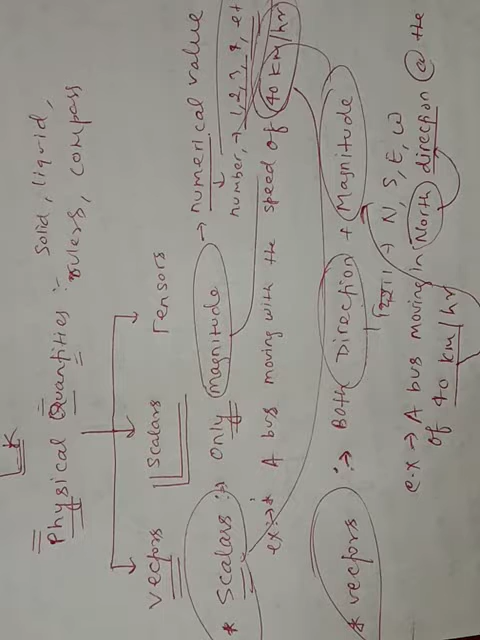 Physical Quantities :- Solid, liquid,
rulers, compass
Vectors Scalars Tensors
* Scalars :→ Only Magnitude → numerical value
number, → 1, 2, 3, 4, et
ex:→* A bus moving with the speed of 40 km/hr
* vectors :→ Both Direction + Magnitude
→ N, S, E, W
ex → A bus moving in North direction @ the
of 40 km/hr